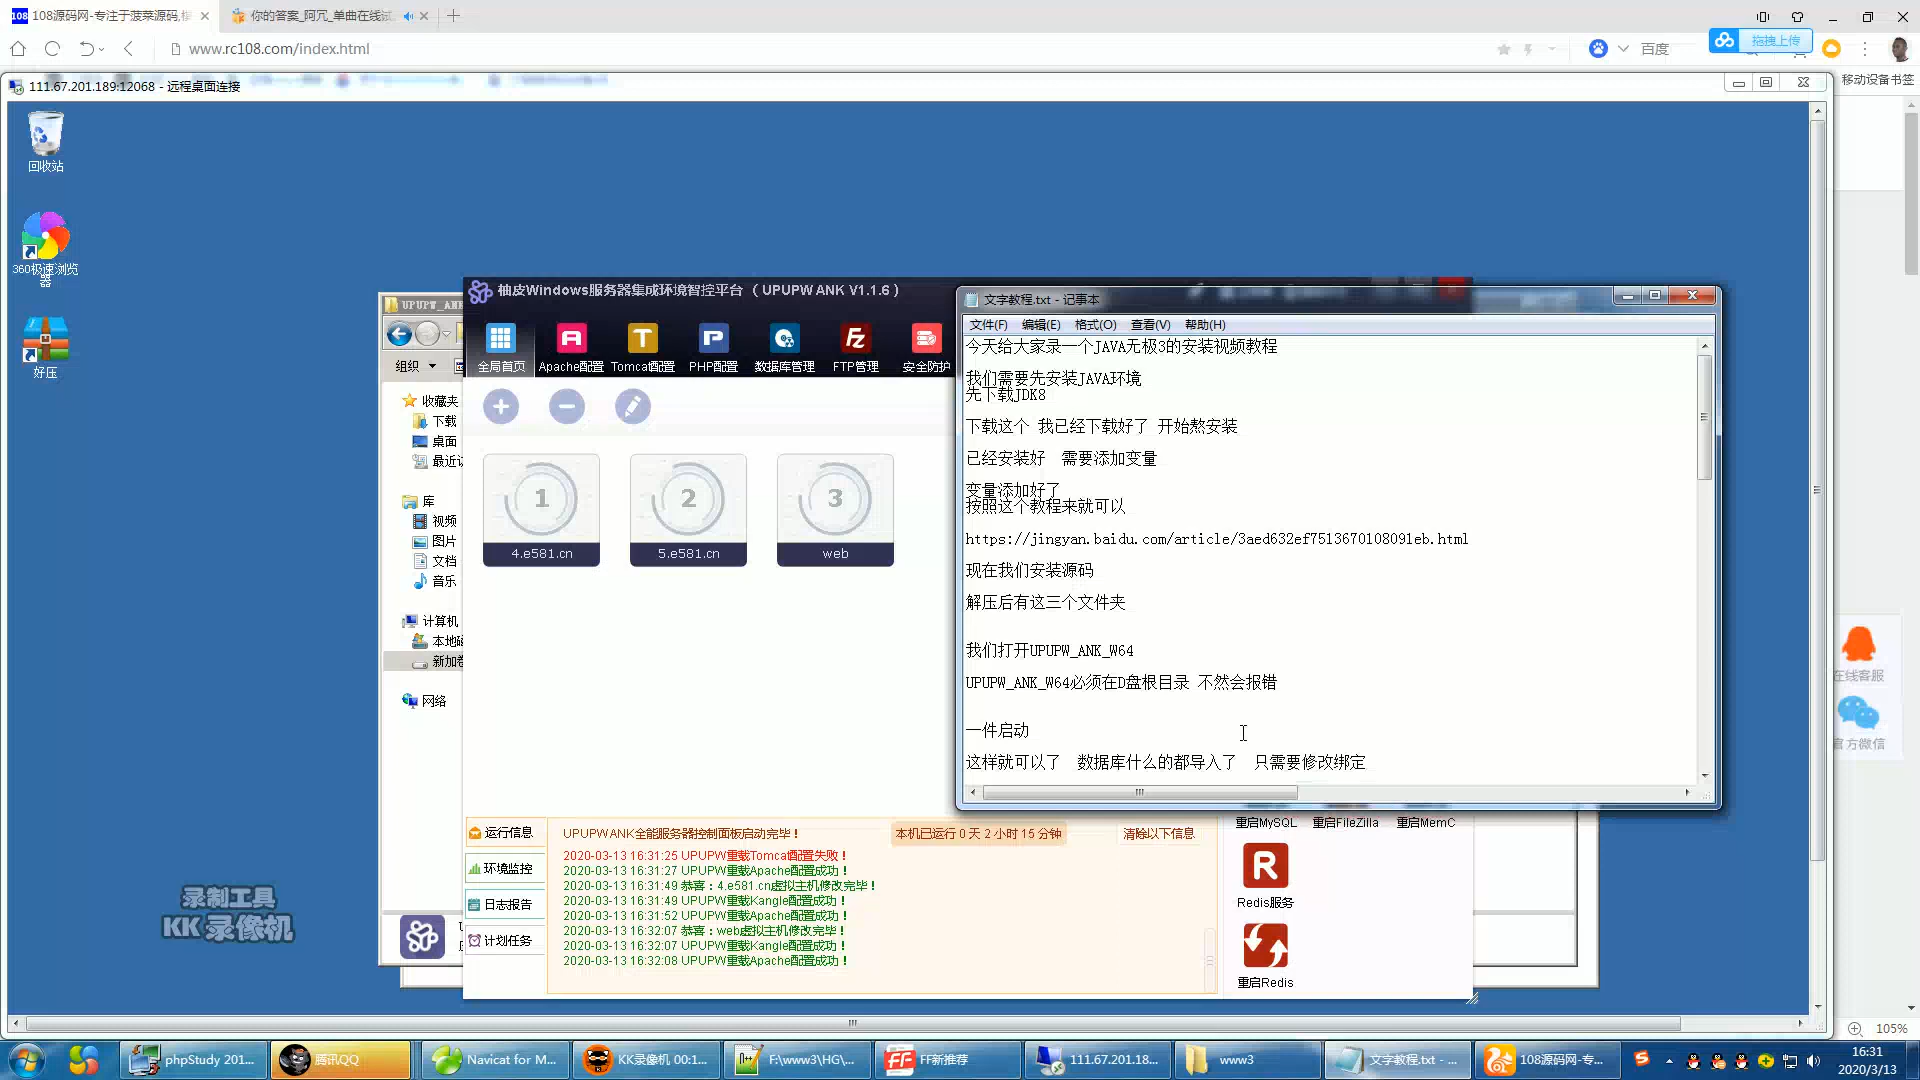 108源码网-专注于菠菜源码,棋
你的答案_阿冗_单曲在线试
www.rc108.com/index.html
百度
拖拽上传
移动设备书签
111.67.201.189:12068 - 远程桌面连接
回收站
360极速浏览器
好压
组织
收藏夹
下载
桌面
库
视频
图片
文档
音乐
计算机
网络
柚皮Windows服务器集成环境智控平台 ( UPUPW ANK V1.1.6 )
全局首页
Apache配置
Tomcat配置
PHP配置
数据库管理
FTP管理
安全防护
1
4.e581.cn
2
5.e581.cn
3
web
文字教程.txt - 记事本
文件(F) 编辑(E) 格式(O) 查看(V) 帮助(H)
今天给大家录一个JAVA无极3的安装视频教程
我们需要先安装JAVA环境
先下载JDK8
下载这个 我已经下载好了 开始熬安装
已经安装好 需要添加变量
变量添加好了
按照这个教程来就可以
https://jingyan.baidu.com/article/3aed632ef7513670108091eb.html
现在我们安装源码
解压后有这三个文件夹
我们打开UPUPW_ANK_W64
UPUPW_ANK_W64必须在D盘根目录 不然会报错
一件启动
这样就可以了 数据库什么的都导入了 只需要修改绑定
运行信息
环境监控
日志报告
计划任务
UPUPWANK全能服务器控制面板启动完毕！
本机已运行 0 天 2 小时 15 分钟
清除以下信息
2020-03-13 16:31:25 UPUPW重载Tomcat配置失败！
2020-03-13 16:31:27 UPUPW重载Apache配置成功！
2020-03-13 16:31:49 恭喜：4.e581.cn虚拟主机修改完毕！
2020-03-13 16:31:49 UPUPW重载Kangle配置成功！
2020-03-13 16:31:52 UPUPW重载Apache配置成功！
2020-03-13 16:32:07 恭喜：web虚拟主机修改完毕！
2020-03-13 16:32:07 UPUPW重载Kangle配置成功！
2020-03-13 16:32:08 UPUPW重载Apache配置成功！
重启MySQL 重启FileZilla 重启MemC
Redis服务
重启Redis
录制工具
KK录像机
在线客服
官方微信
105%
phpStudy 201...
腾讯QQ
Navicat for M...
KK录像机 00:1...
F:\www3\HG\...
FF新推荐
111.67.201.18...
www3
文字教程.txt - ...
108源码网-专...
16:31
2020/3/13